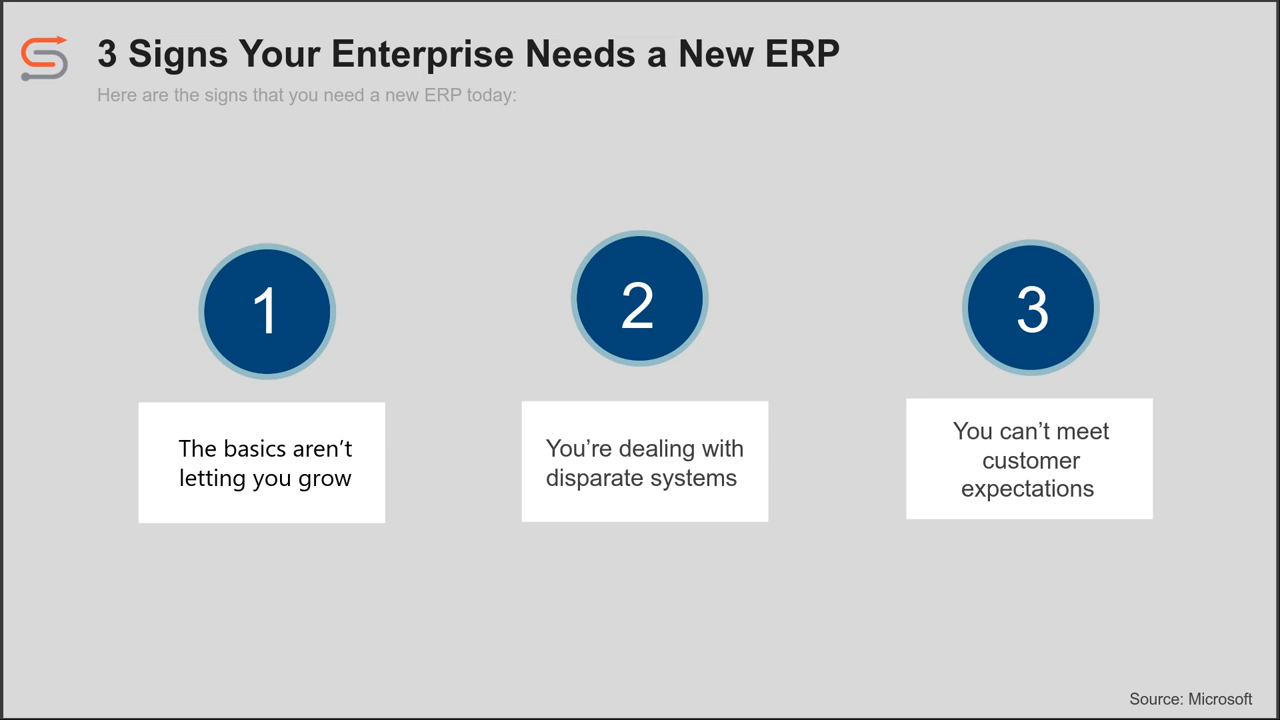 3 Signs Your Enterprise Needs a New ERP
Here are the signs that you need a new ERP today:
1
2
3
The basics aren’t
letting you grow
You’re dealing with
disparate systems
You can’t meet
customer
expectations
Source: Microsoft